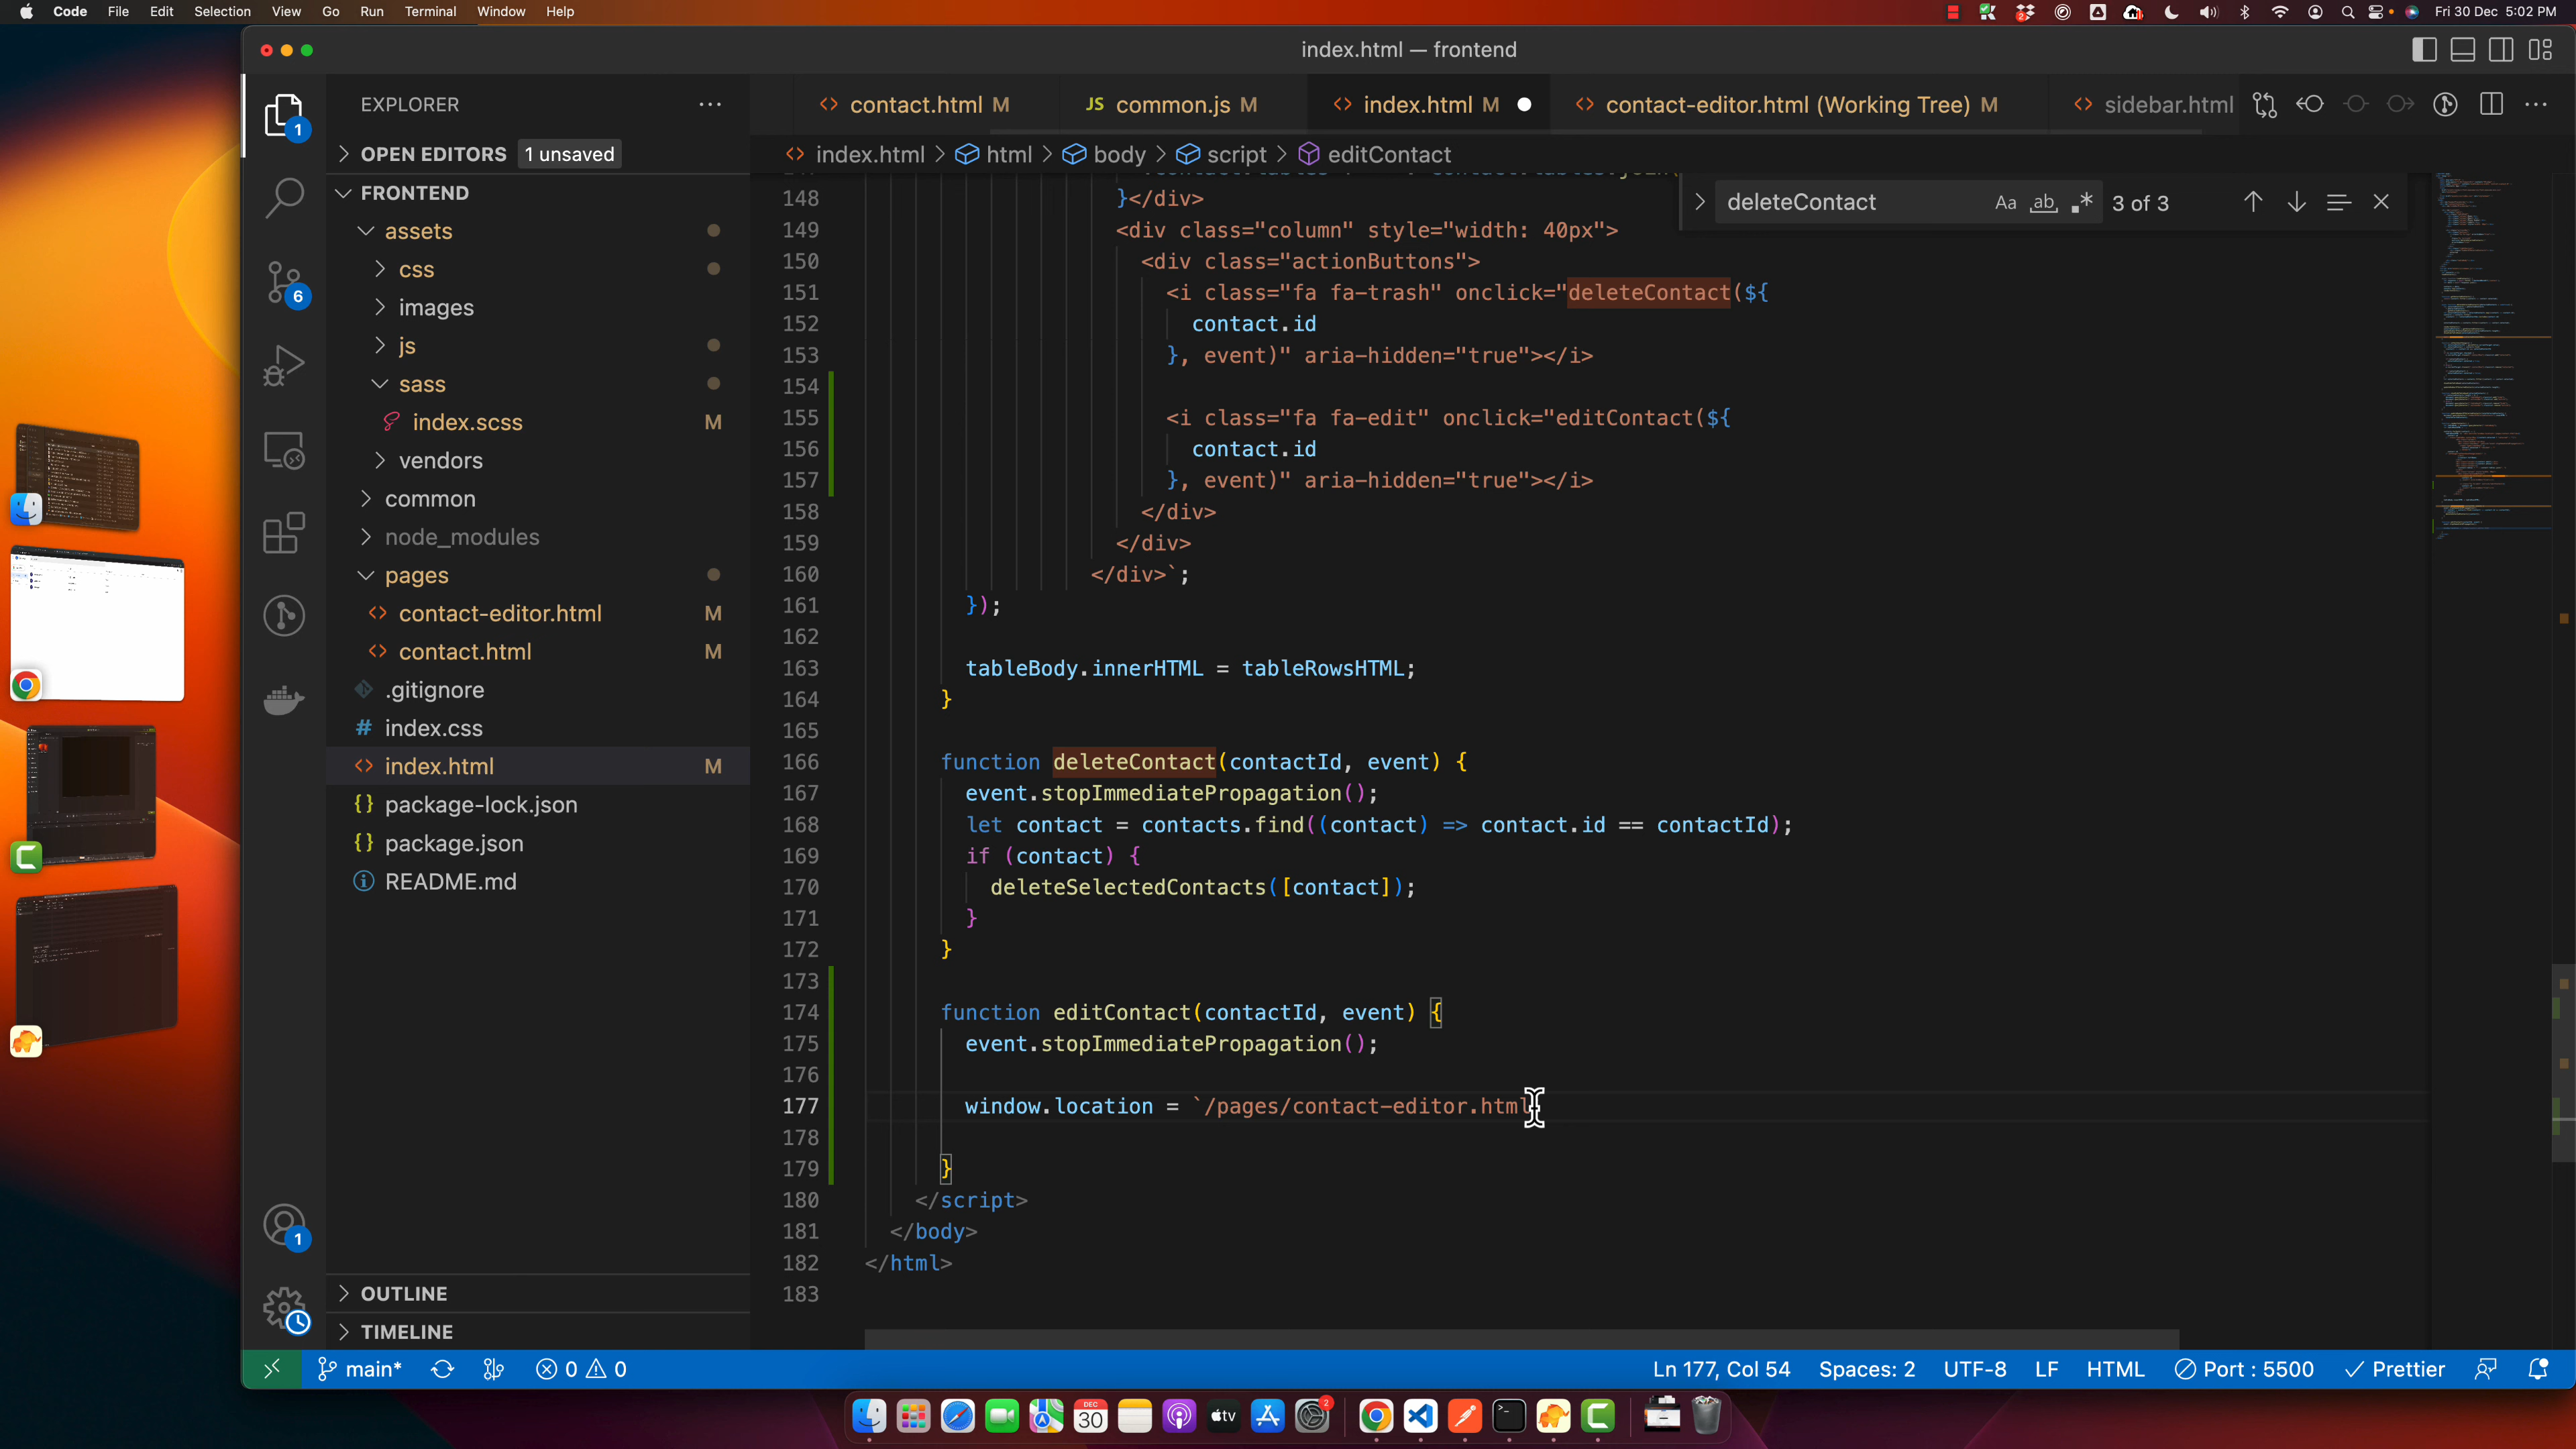 Code File Edit Selection View Go Run Terminal Window Help
Fri 30 Dec 5:02 PM
index.html — frontend
EXPLORER
OPEN EDITORS 1 unsaved
FRONTEND
assets
css
images
js
sass
index.scss M
vendors
common
node_modules
pages
contact-editor.html M
contact.html M
.gitignore
index.css
index.html M
package-lock.json
package.json
README.md
OUTLINE
TIMELINE
1
6
1
contact.html M
JS common.js M
index.html M
contact-editor.html (Working Tree) M
sidebar.html
index.html > html > body > script > editContact
deleteContact Aa ab 3 of 3
148 }</div>
149 <div class="column" style="width: 40px">
150 <div class="actionButtons">
151 <i class="fa fa-trash" onclick="deleteContact(${
152 contact.id
153 }, event)" aria-hidden="true"></i>
154
155 <i class="fa fa-edit" onclick="editContact(${
156 contact.id
157 }, event)" aria-hidden="true"></i>
158 </div>
159 </div>
160 </div>`;
161 });
162
163 tableBody.innerHTML = tableRowsHTML;
164 }
165
166 function deleteContact(contactId, event) {
167 event.stopImmediatePropagation();
168 let contact = contacts.find((contact) => contact.id == contactId);
169 if (contact) {
170 deleteSelectedContacts([contact]);
171 }
172 }
173
174 function editContact(contactId, event) {
175 event.stopImmediatePropagation();
176
177 window.location = `/pages/contact-editor.html
178
179 }
180 </script>
181 </body>
182 </html>
183
main* 0 0
Ln 177, Col 54 Spaces: 2 UTF-8 LF HTML Port : 5500 Prettier
DEC
30
tv
2